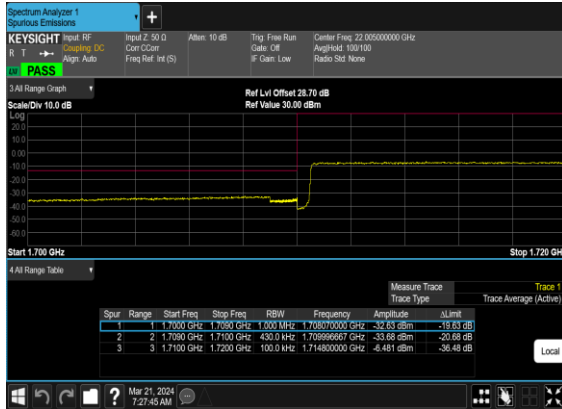 Spectrum Analyzer 1
Spurious Emissions
+
KEYSIGHT Input: RF Input Z: 50 Ω Atten: 10 dB Trig: Free Run Center Freq: 22.005000000 GHz
R T Coupling: DC Corr CCorr Gate: Off Avg|Hold: 100/100
Align: Auto Freq Ref: Int (S) IF Gain: Low Radio Std: None
LW PASS
3 All Range Graph
Ref Lvl Offset 28.70 dB
Scale/Div 10.0 dB Ref Value 30.00 dBm
Log
20.0
10.0
0.00
-10.0
-20.0
-30.0
-40.0
-50.0
-60.0
Start 1.700 GHz Stop 1.720 GHz
4 All Range Table
Measure Trace Trace 1
Trace Type Trace Average (Active)
Spur Range Start Freq Stop Freq RBW Frequency Amplitude ΔLimit
1 1 1.7000 GHz 1.7090 GHz 1.000 MHz 1.708070000 GHz -32.63 dBm -19.63 dB
2 2 1.7090 GHz 1.7100 GHz 430.0 kHz 1.709996667 GHz -33.68 dBm -20.68 dB
3 3 1.7100 GHz 1.7200 GHz 100.0 kHz 1.714800000 GHz -6.481 dBm -36.48 dB
Local
? Mar 21, 2024
7:27:45 AM